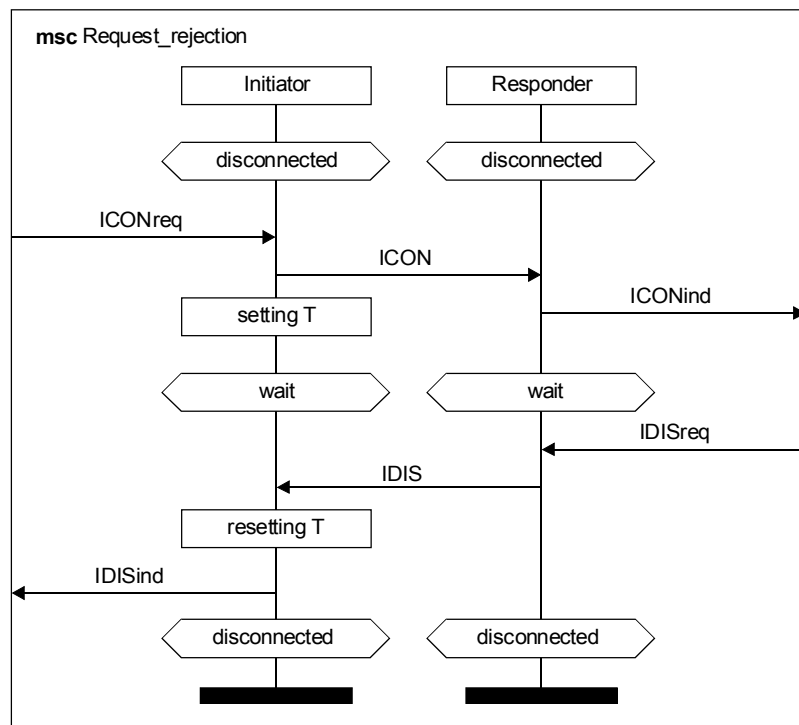 msc Request_rejection
Initiator
Responder
disconnected
disconnected
ICONreq
ICON
ICONind
setting T
wait
wait
IDISreq
IDIS
resetting T
IDISind
disconnected
disconnected